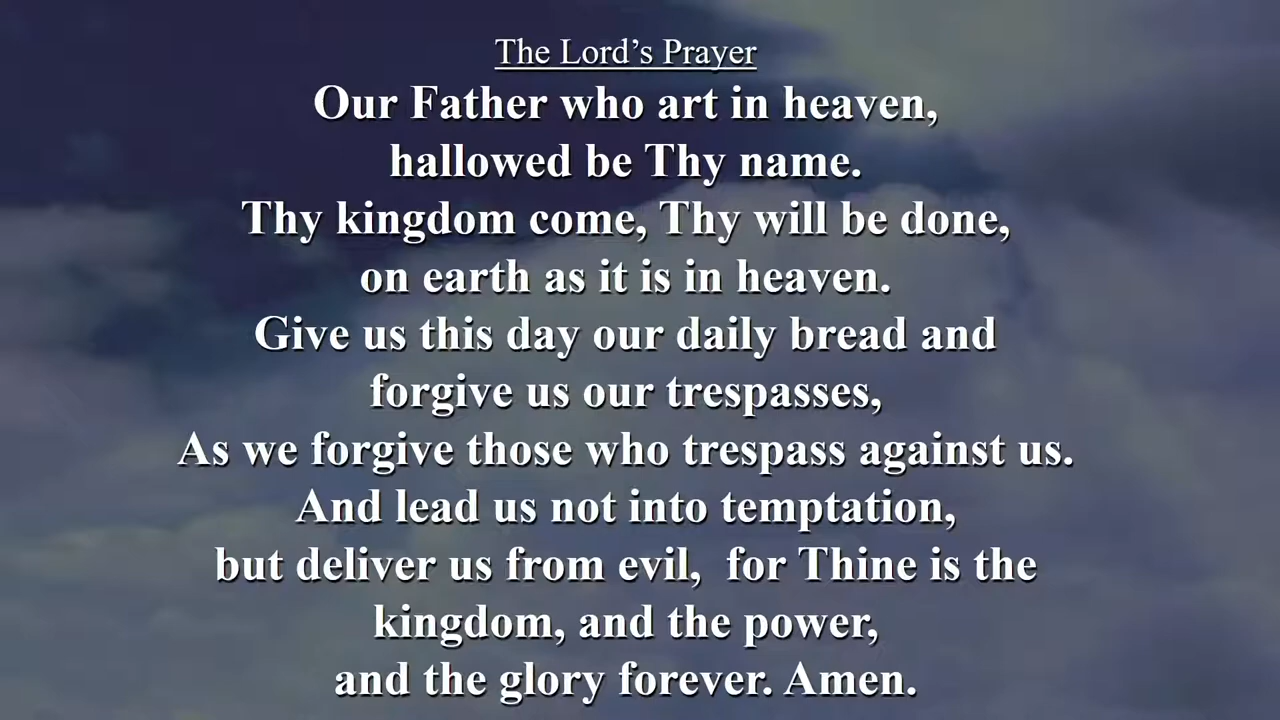 The Lord’s Prayer
Our Father who art in heaven,
hallowed be Thy name.
Thy kingdom come, Thy will be done,
on earth as it is in heaven.
Give us this day our daily bread and
forgive us our trespasses,
As we forgive those who trespass against us.
And lead us not into temptation,
but deliver us from evil,  for Thine is the
kingdom, and the power,
and the glory forever. Amen.